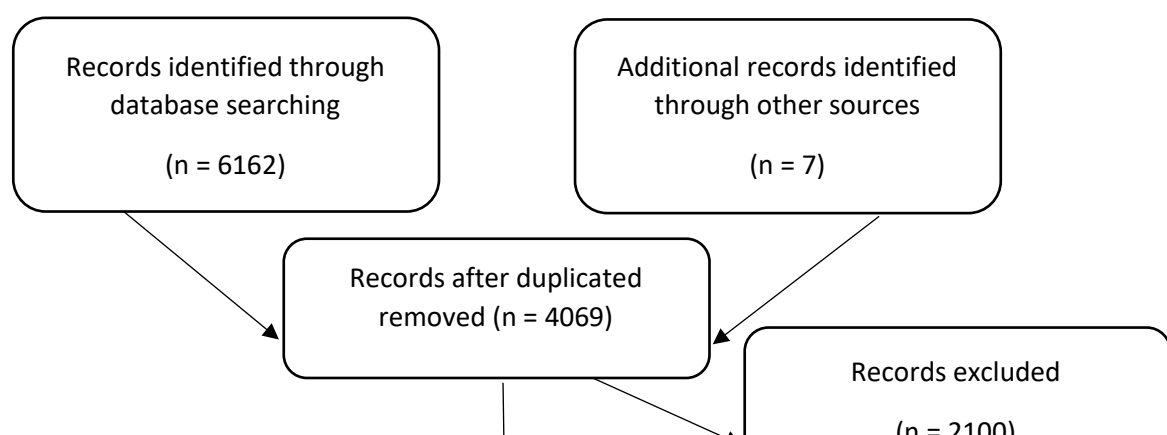 Records identified through
database searching
(n = 6162)
Additional records identified
through other sources
(n = 7)
Records after duplicated
removed (n = 4069)
Records excluded
(n = 2100)